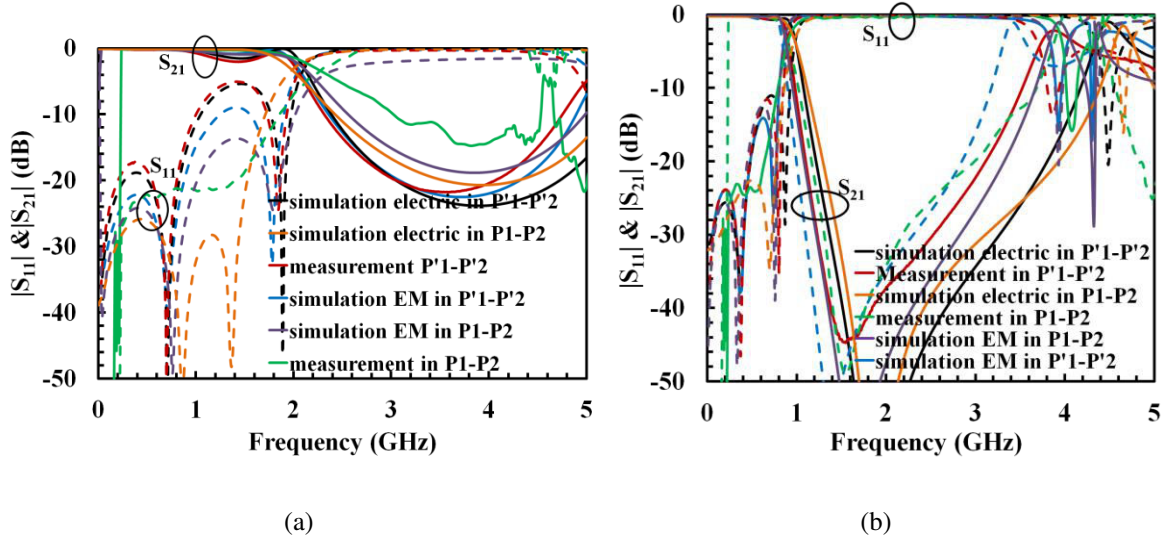 0
-10
-20
-30
-40
-50
|S11| &|S21| (dB)
S21
S11
simulation electric in P'1-P'2
simulation electric in P1-P2
measurement P'1-P'2
simulation EM in P'1-P'2
simulation EM in P1-P2
measurement in P1-P2
0 1 2 3 4 5
Frequency (GHz)
(a)
0
-10
-20
-30
-40
-50
|S11| & |S21| (dB)
S11
S21
simulation electric in P'1-P'2
Measurement in P'1-P'2
simulation electric in P1-P2
measurement in P1-P2
simulation EM in P1-P2
simulation EM in P'1-P'2
0 1 2 3 4 5
Frequency (GHz)
(b)